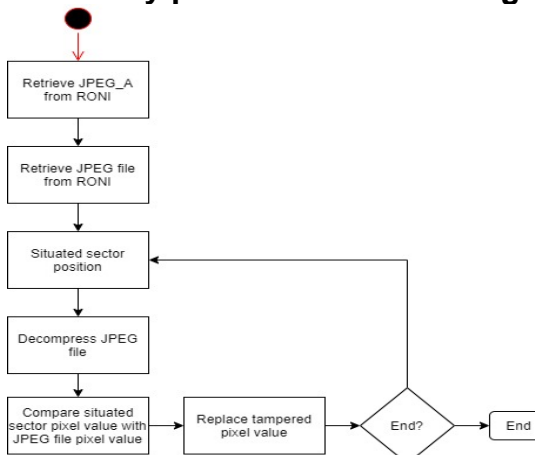 Retrieve JPEG_A
from RONI
Retrieve JPEG file
from RONI
Situated sector
position
Decompress JPEG
file
Compare situated
sector pixel value with
JPEG file pixel value
Replace tampered
pixel value
End?
End